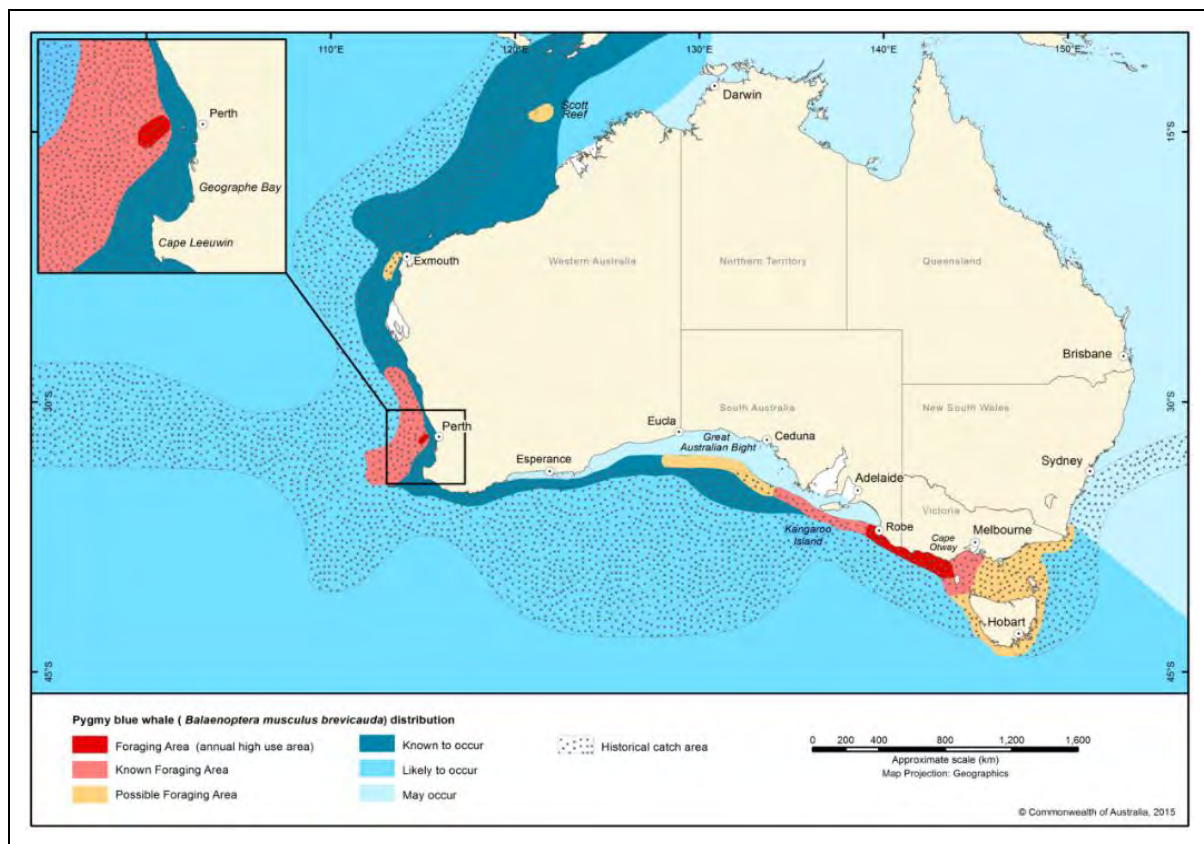 110°E
120°E
130°E
140°E
150°E
Perth
Geographe Bay
Cape Leeuwin
Scott
Reef
Darwin
15°S
15°S
Exmouth
Western Australia
Northern Territory
Queensland
Brisbane
30°S
30°S
South Australia
New South Wales
Perth
Esperance
Eucla
Great
Australian Bight
Ceduna
Sydney
Adelaide
Victoria
Kangaroo
Island
Robe
Cape
Otway
Melbourne
Hobart
45°S
45°S
Pygmy blue whale ( Balaenoptera musculus brevicauda) distribution
Foraging Area (annual high use area)
Known to occur
Historical catch area
Known Foraging Area
Likely to occur
Possible Foraging Area
May occur
0 200 400 800 1,200 1,600
Approximate scale (km)
Map Projection: Geographics
© Commonwealth of Australia, 2015